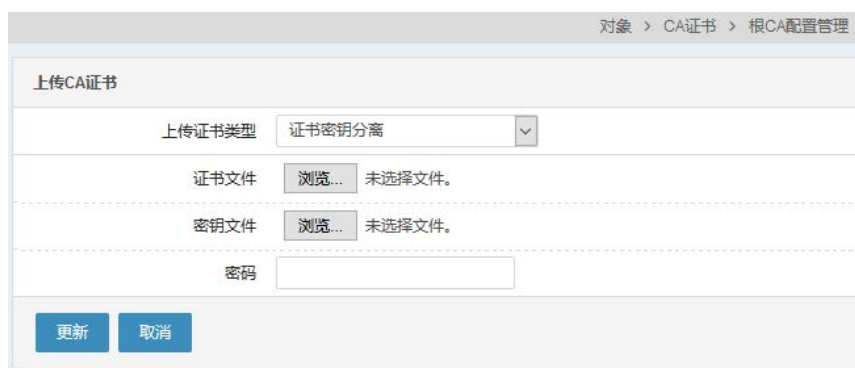 对象 > CA证书 > 根CA配置管理
上传CA证书
上传证书类型 证书密钥分离
证书文件 浏览... 未选择文件。
密钥文件 浏览... 未选择文件。
密码
更新 取消